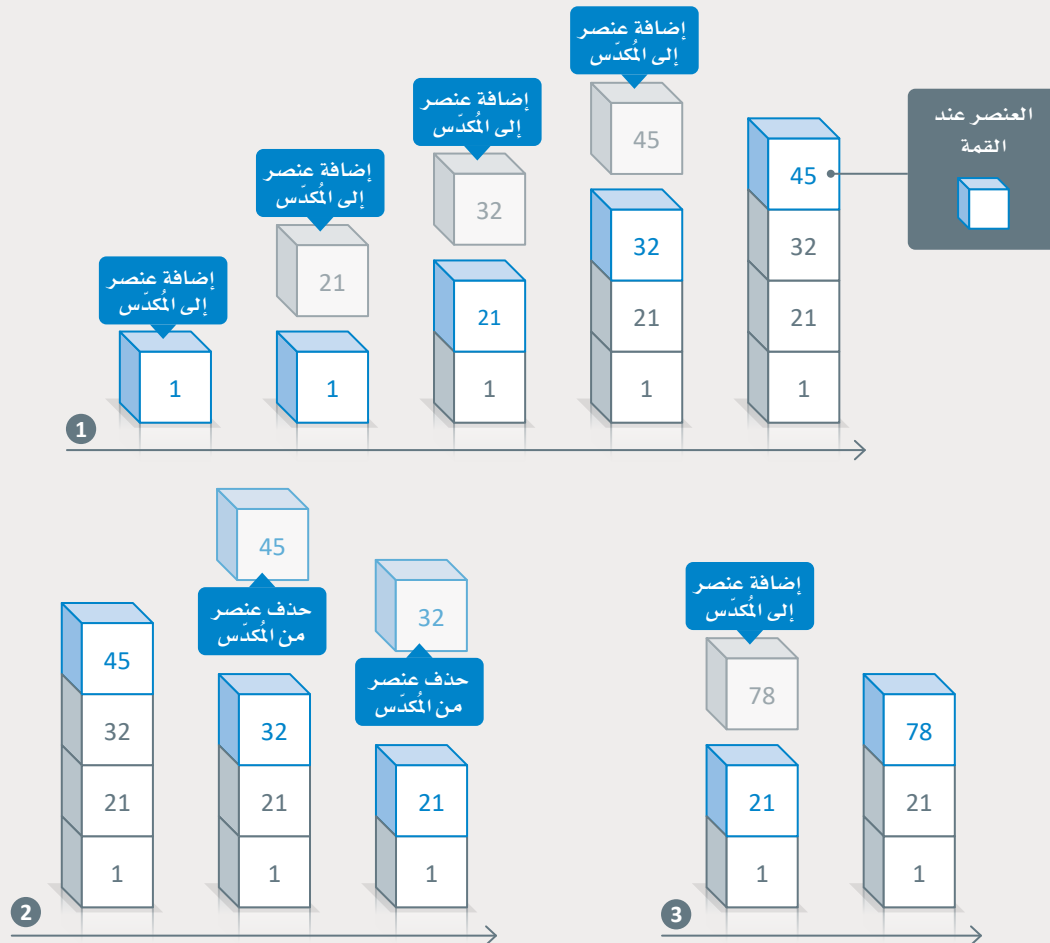 إضافة عنصر
إلى المُكدّس
1
إضافة عنصر
إلى المُكدّس
21
1
إضافة عنصر
إلى المُكدّس
32
21
1
إضافة عنصر
إلى المُكدّس
45
32
21
1
45
32
21
1
العنصر عند
القمة
1
45
32
21
1
45
حذف عنصر
من المُكدّس
32
21
1
32
حذف عنصر
من المُكدّس
21
1
2
إضافة عنصر
إلى المُكدّس
78
21
1
78
21
1
3